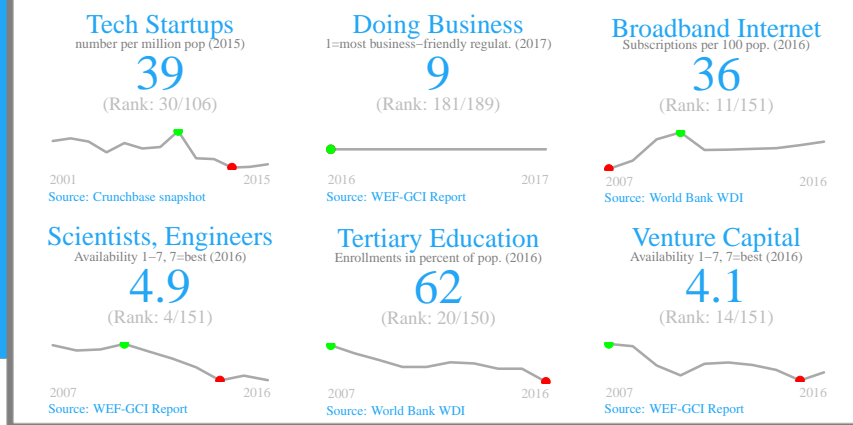 Tech Startups
number per million pop (2015)
39
(Rank: 30/106)
2001 2015
Source: Crunchbase snapshot
Doing Business
1=most business−friendly regulat. (2017)
9
(Rank: 181/189)
2016 2017
Source: WEF-GCI Report
Broadband Internet
Subscriptions per 100 pop. (2016)
36
(Rank: 11/151)
2007 2016
Source: World Bank WDI
Scientists, Engineers
Availability 1−7, 7=best (2016)
4.9
(Rank: 4/151)
2007 2016
Source: WEF-GCI Report
Tertiary Education
Enrollments in percent of pop. (2016)
62
(Rank: 20/150)
2007 2016
Source: World Bank WDI
Venture Capital
Availability 1−7, 7=best (2016)
4.1
(Rank: 14/151)
2007 2016
Source: WEF-GCI Report